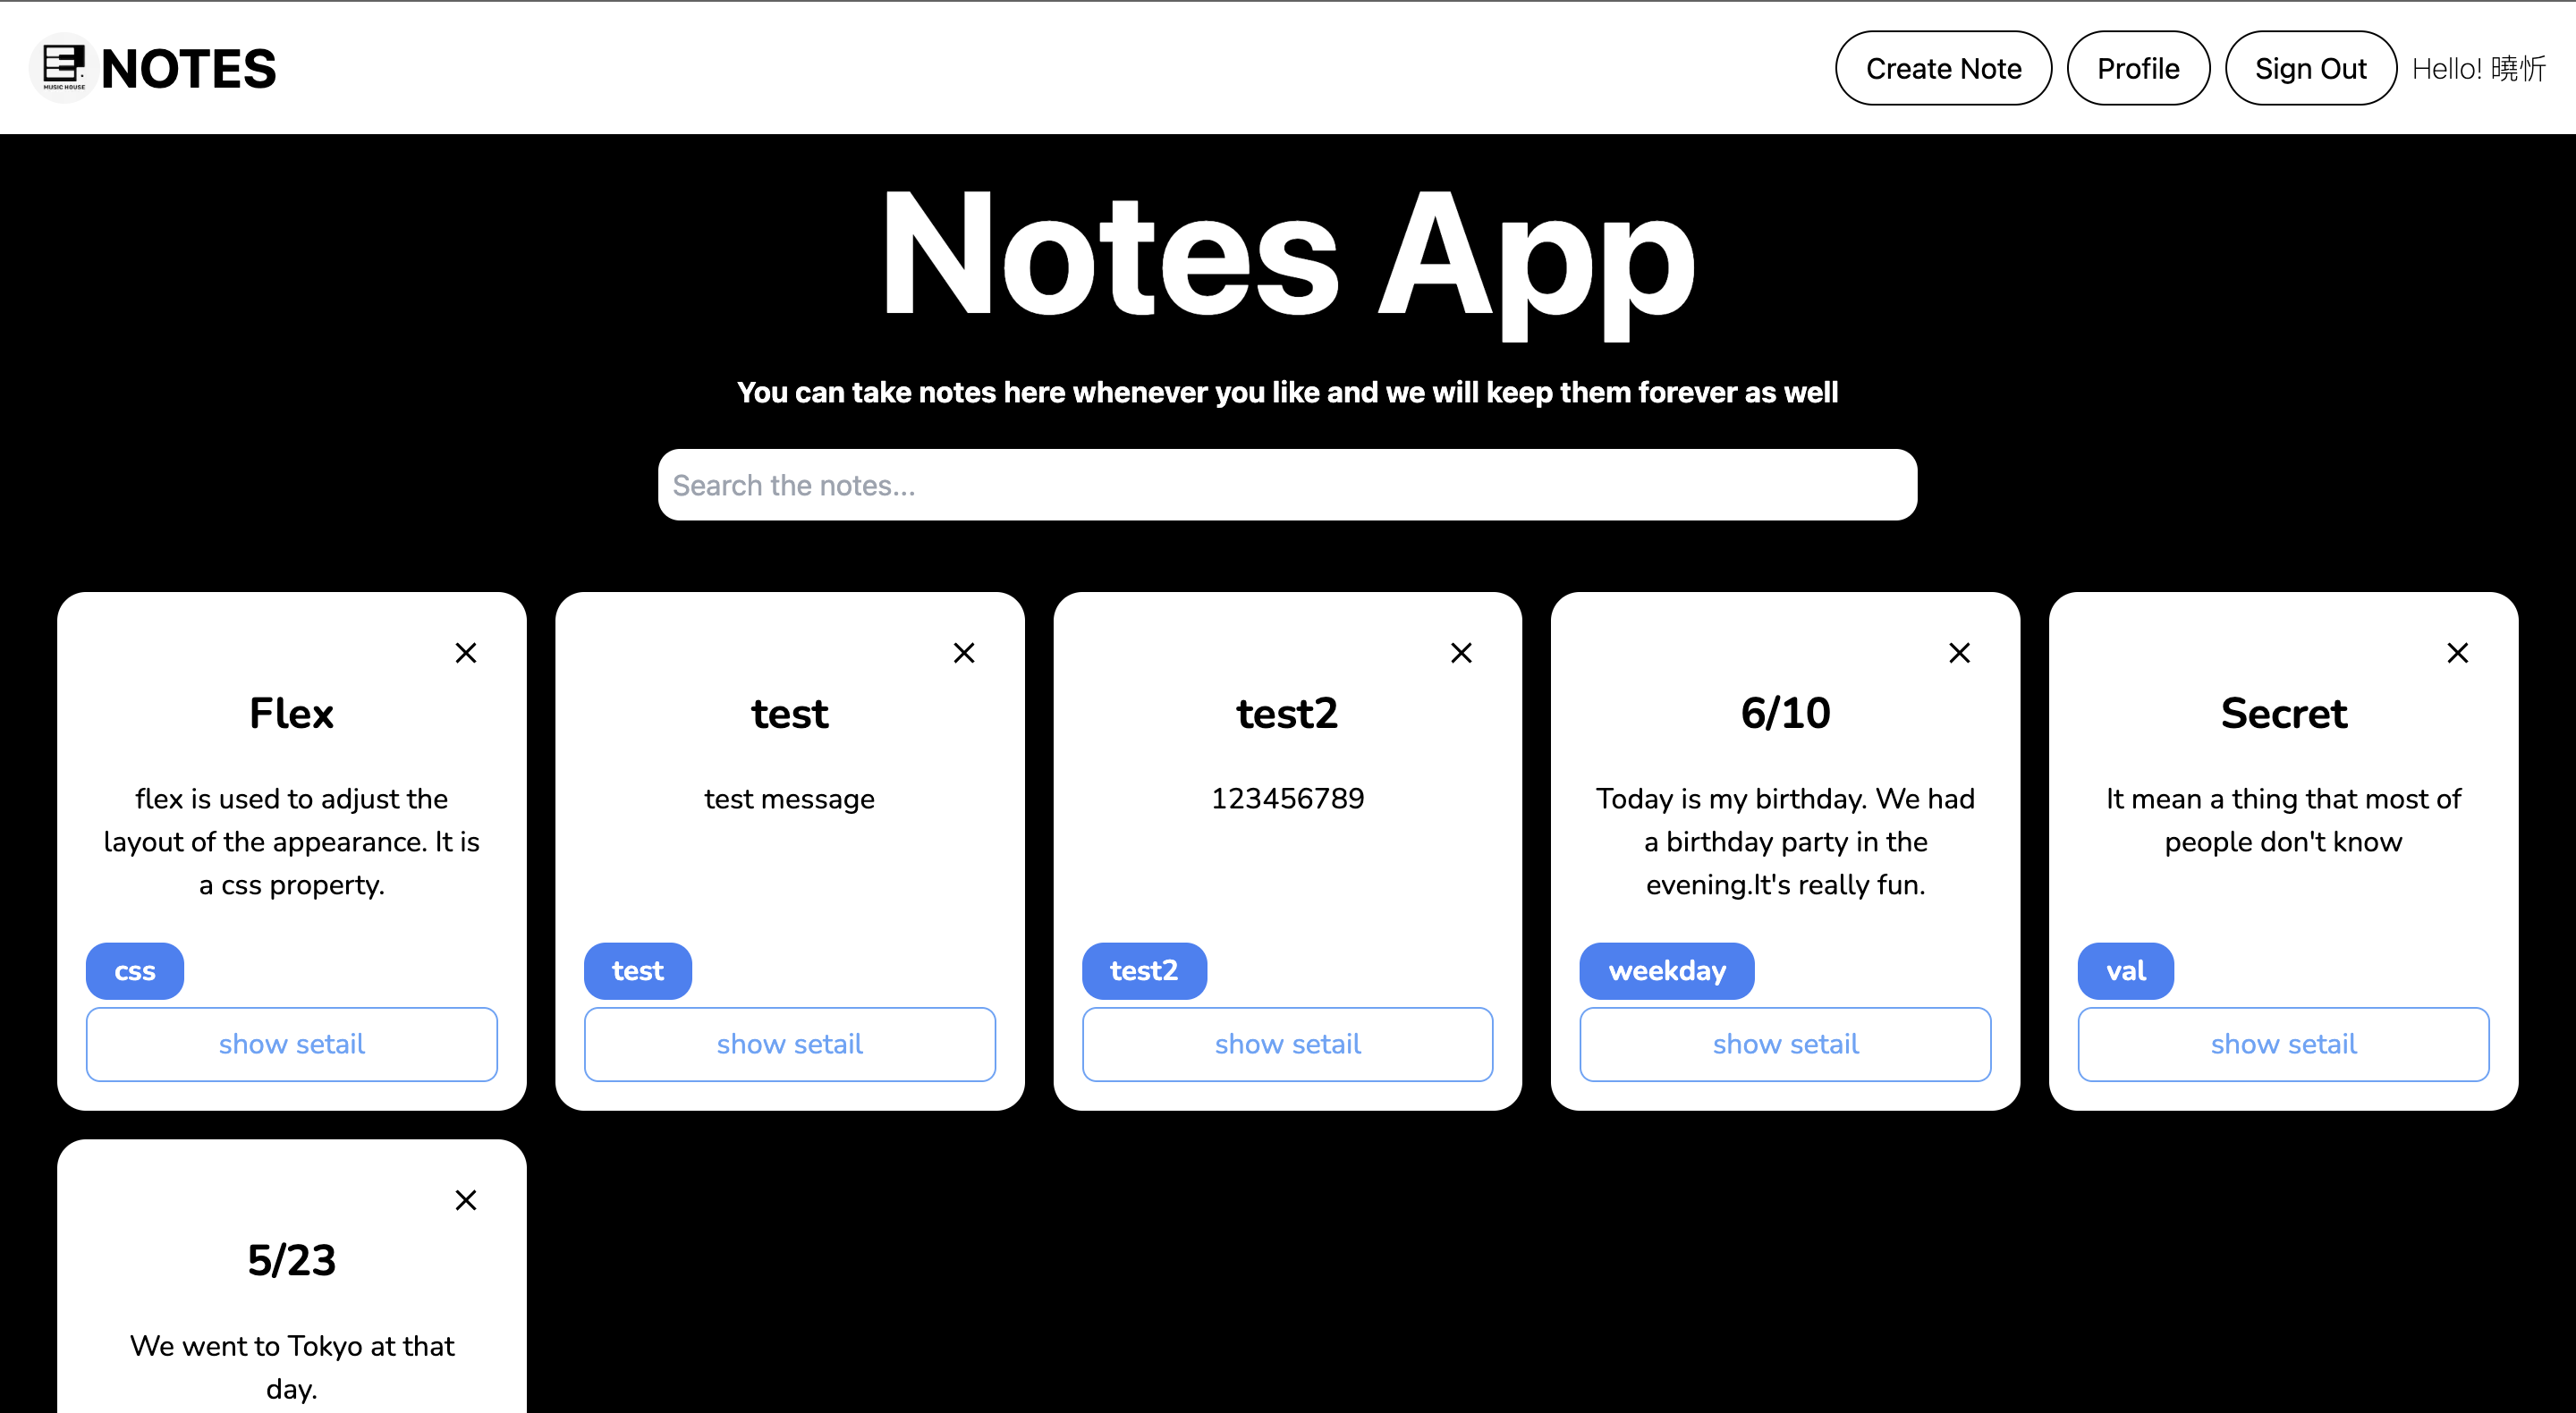 MUSIC HOUSE
NOTES
Create Note
Profile
Sign Out
Hello! 曉忻
Notes App
You can take notes here whenever you like and we will keep them forever as well
Search the notes...
Flex
flex is used to adjust the
layout of the appearance. It is
a css property.
css
show setail
test
test message
test
show setail
test2
123456789
test2
show setail
6/10
Today is my birthday. We had
a birthday party in the
evening.It's really fun.
weekday
show setail
Secret
It mean a thing that most of
people don't know
val
show setail
5/23
We went to Tokyo at that
day.